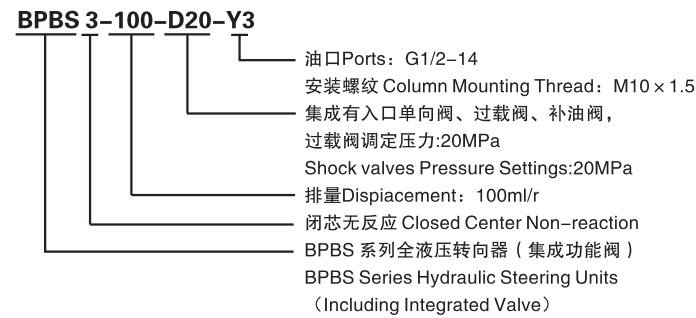 BPBS 3-100-D20-Y3
油口Ports：G1/2-14
安装螺纹 Column Mounting Thread：M10×1.5
集成有入口单向阀、过载阀、补油阀，
过载阀调定压力:20MPa
Shock valves Pressure Settings:20MPa
排量Dispiacement：100ml/r
闭芯无反应 Closed Center Non-reaction
BPBS 系列全液压转向器（集成功能阀）
BPBS Series Hydraulic Steering Units
（Including Integrated Valve）